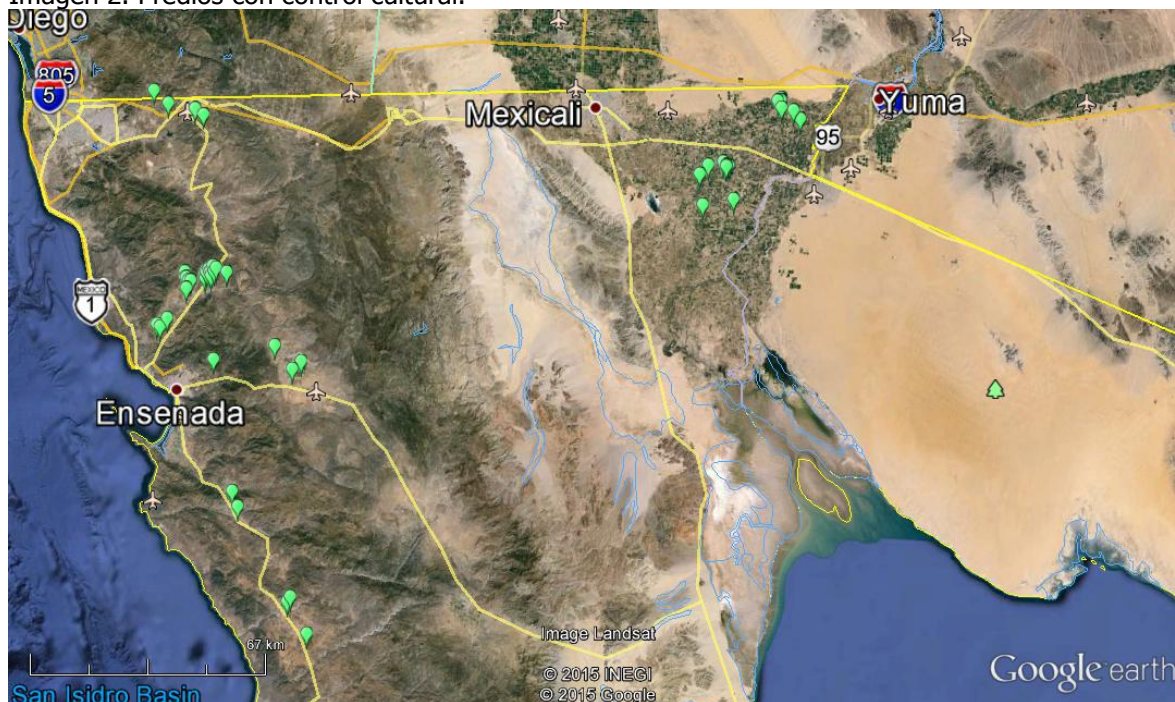 Imagen 2. Predios con control cultural.
Diego
805
5
Mexicali
Yuma
95
MEXICO
1
Ensenada
67 km
Image Landsat
© 2015 INEGI
© 2015 Google
Google earth
San Isidro Basin